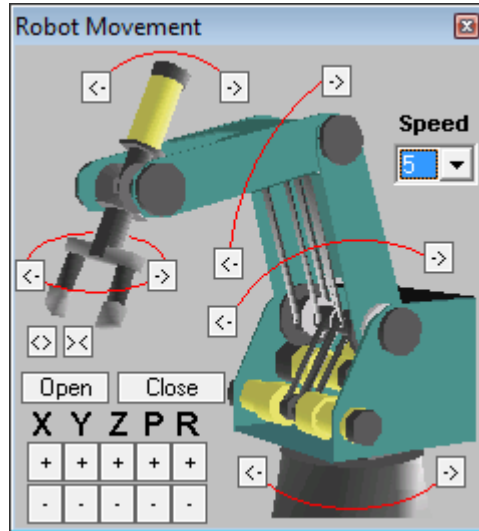 Robot Movement
<- ->
->
Speed
5
<- ->
<-
->
<-
<> ><
Open Close
X Y Z P R
+ + + + +
- - - - -
<- ->